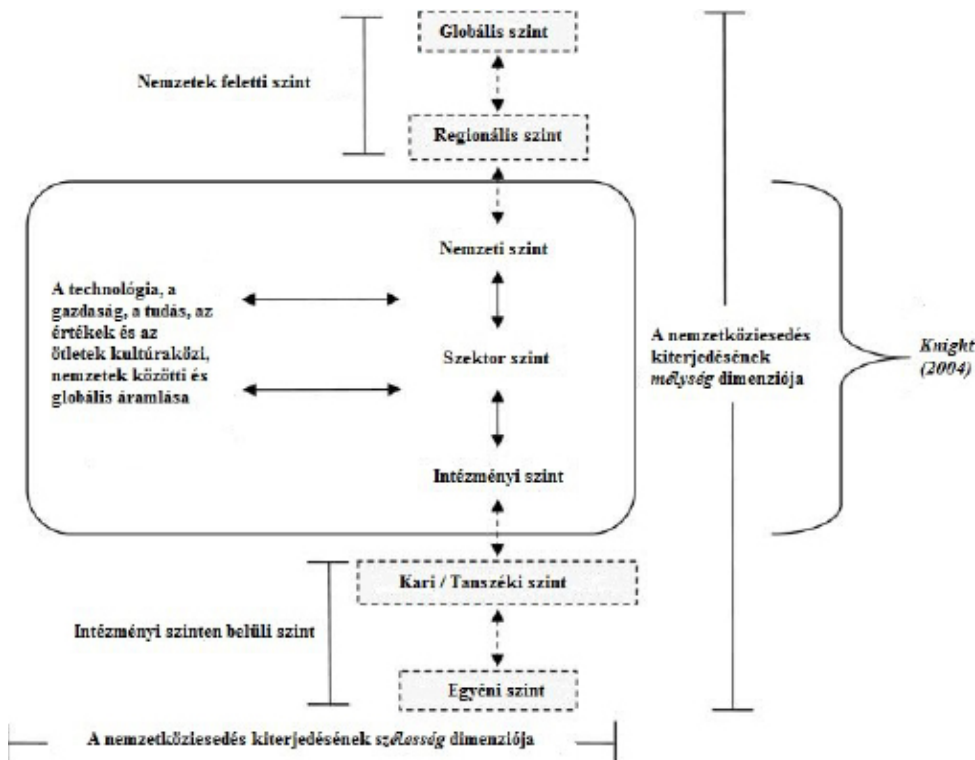 Globális szint
Nemzetek feletti szint
Regionális szint
Nemzeti szint
A technológia, a
gazdaság, a tudás, az
értékek és az
ötletek kultúraközi,
nemzetek közötti és
globális áramlása
Szektor szint
Intézményi szint
A nemzetköziesedés
kiterjedésének
mélység dimenziója
Knight
(2004)
Kari / Tanszéki szint
Intézményi szinten belüli szint
Egyéni szint
A nemzetköziesedés kiterjedésének szélesség dimenziója